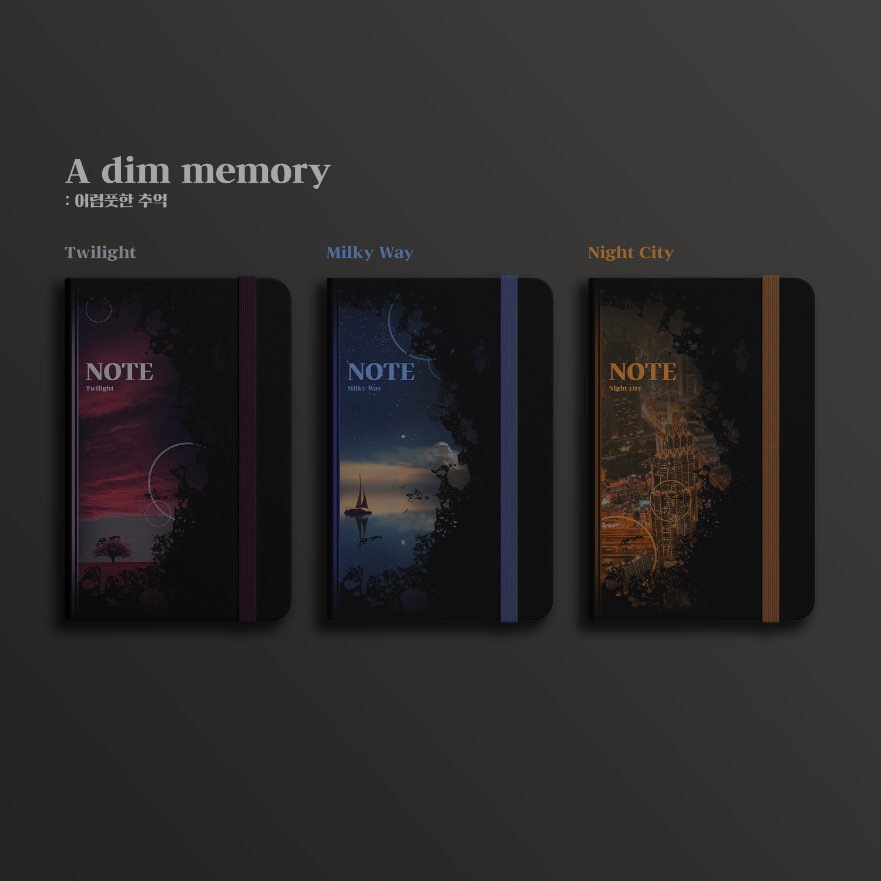 A dim memory
: 어렴풋한 추억
Twilight
Milky Way
Night City
NOTE
Twilight
NOTE
Milky Way
NOTE
Night city